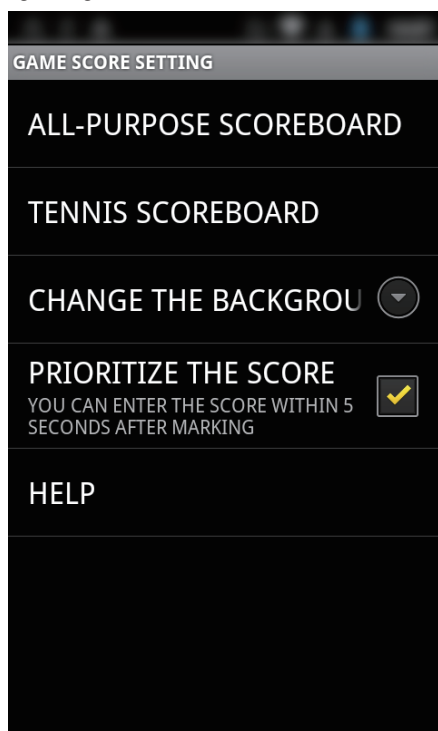 GAME SCORE SETTING
ALL-PURPOSE SCOREBOARD
TENNIS SCOREBOARD
CHANGE THE BACKGROU
PRIORITIZE THE SCORE
YOU CAN ENTER THE SCORE WITHIN 5
SECONDS AFTER MARKING
HELP